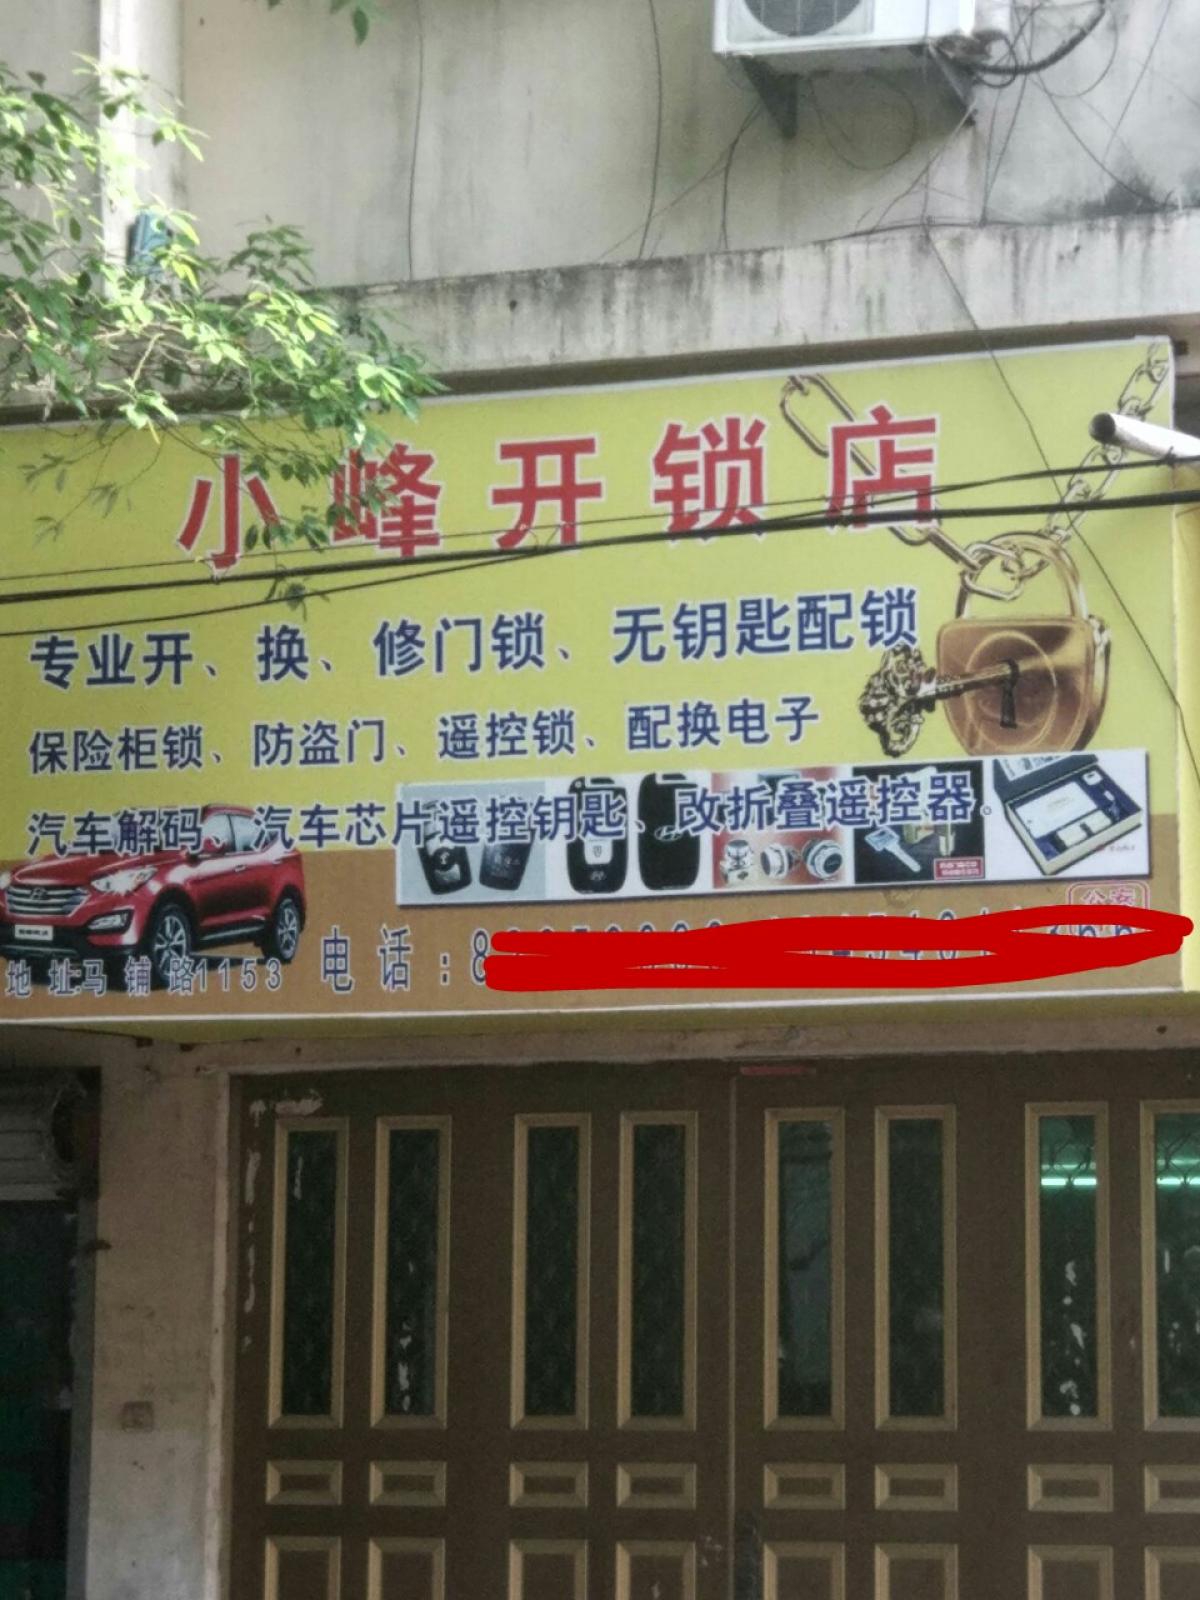 小峰开锁店
专业开、换、修门锁、无钥匙配锁
保险柜锁、防盗门、遥控锁、配换电子
汽车解码、汽车芯片遥控钥匙、改折叠遥控器。
公安
地址:马铺路1153 电话:8